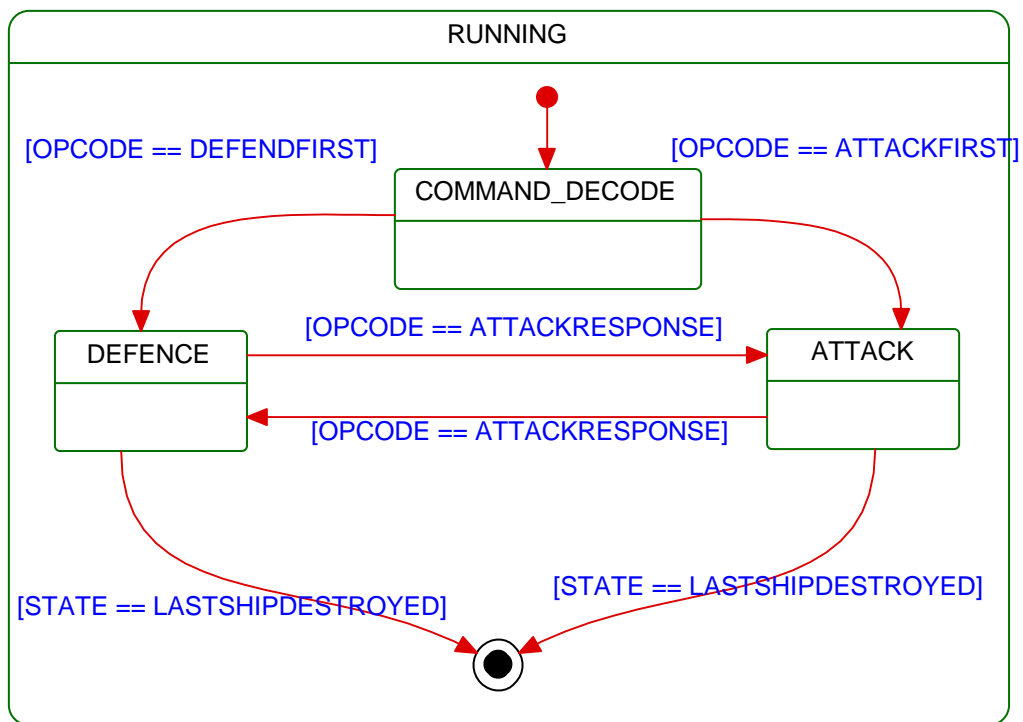 RUNNING
[OPCODE == DEFENDFIRST]
[OPCODE == ATTACKFIRST]
COMMAND_DECODE
[OPCODE == ATTACKRESPONSE]
DEFENCE
ATTACK
[OPCODE == ATTACKRESPONSE]
[STATE == LASTSHIPDESTROYED]
[STATE == LASTSHIPDESTROYED]